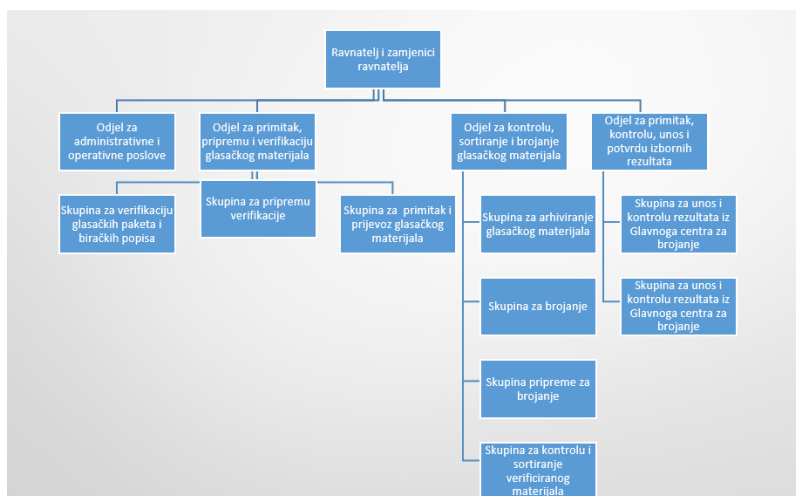 Ravnatelj i zamjenici
ravnatelja
Odjel za
administrativne i
operativne poslove
Odjel za primitak,
pripremu i verifikaciju
glasačkog materijala
Odjel za kontrolu,
sortiranje i brojanje
glasačkog materijala
Odjel za primitak,
kontrolu, unos i
potvrdu izbornih
rezultata
Skupina za verifikaciju
glasačkih paketa i
biračkih popisa
Skupina za pripremu
verifikacije
Skupina za primitak i
prijevoz glasačkog
materijala
Skupina za arhiviranje
glasačkog materijala
Skupina za brojanje
Skupina pripreme za
brojanje
Skupina za kontrolu i
sortiranje
verificiranog
materijala
Skupina za unos i
kontrolu rezultata iz
Glavnoga centra za
brojanje
Skupina za unos i
kontrolu rezultata iz
Glavnoga centra za
brojanje